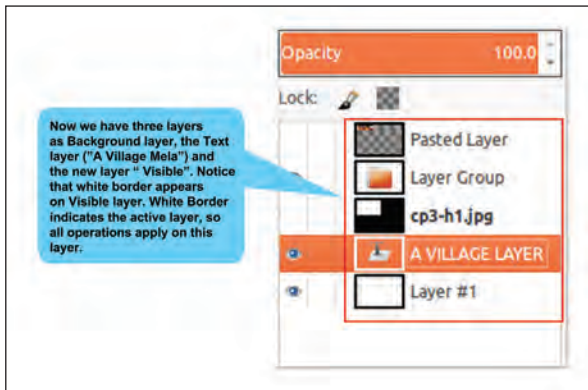 Opacity 100.0
Lock:
Now we have three layers
as Background layer, the Text
layer ("A Village Mela") and
the new layer " Visible". Notice
that white border appears
on Visible layer. White Border
indicates the active layer, so
all operations apply on this
layer.
Pasted Layer
Layer Group
cp3-h1.jpg
A VILLAGE LAYER
Layer #1